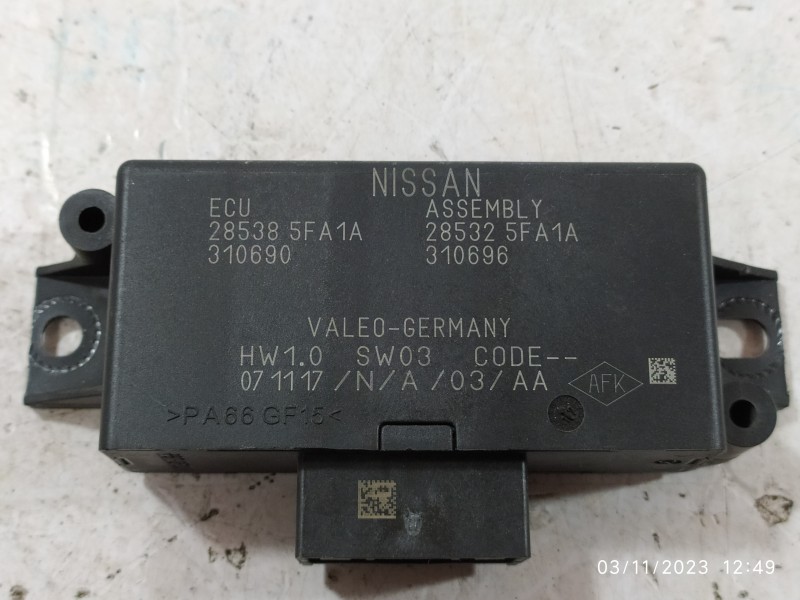 NISSAN
ECU ASSEMBLY
28538 5FA1A 28532 5FA1A
310690 310696
VALEO-GERMANY
HW1.0 SW03 CODE--
071117/N/A/03/AA AFK
>PA66 GF15<
03/11/2023 12:49